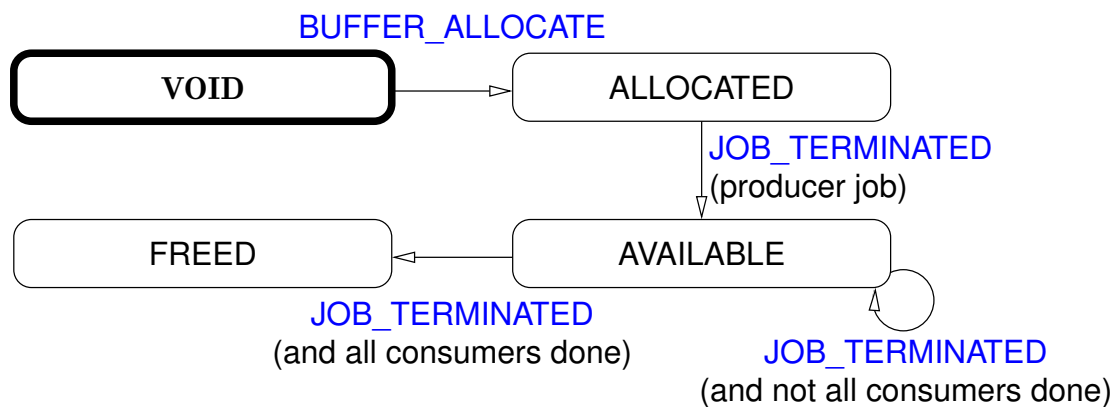 BUFFER_ALLOCATE
VOID
ALLOCATED
JOB_TERMINATED
(producer job)
FREED
AVAILABLE
JOB_TERMINATED
(and all consumers done)
JOB_TERMINATED
(and not all consumers done)